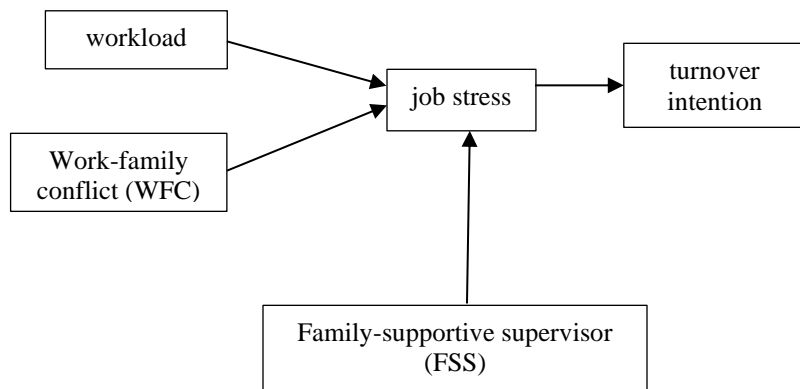 workload
job stress
turnover
intention
Work-family
conflict (WFC)
Family-supportive supervisor
(FSS)